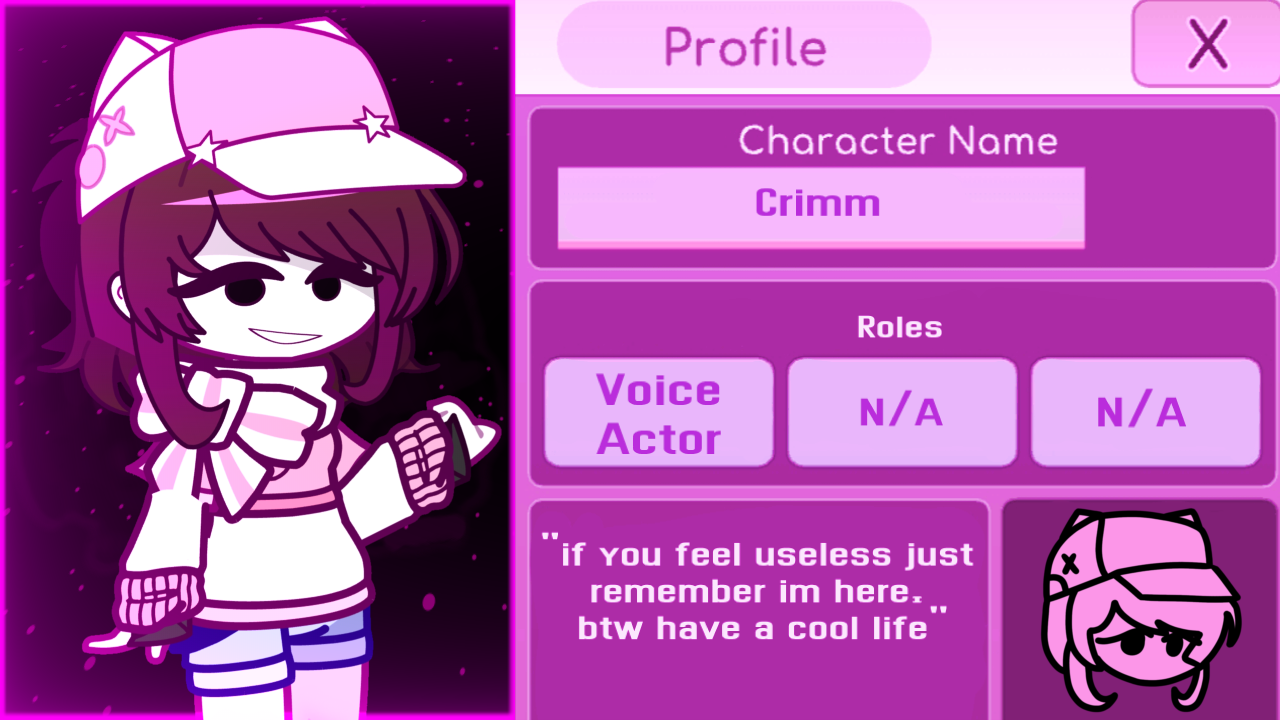 Profile
X
Character Name
Crimm
Roles
Voice
Actor
N/A
N/A
"if you feel useless just
remember im here.
btw have a cool life"